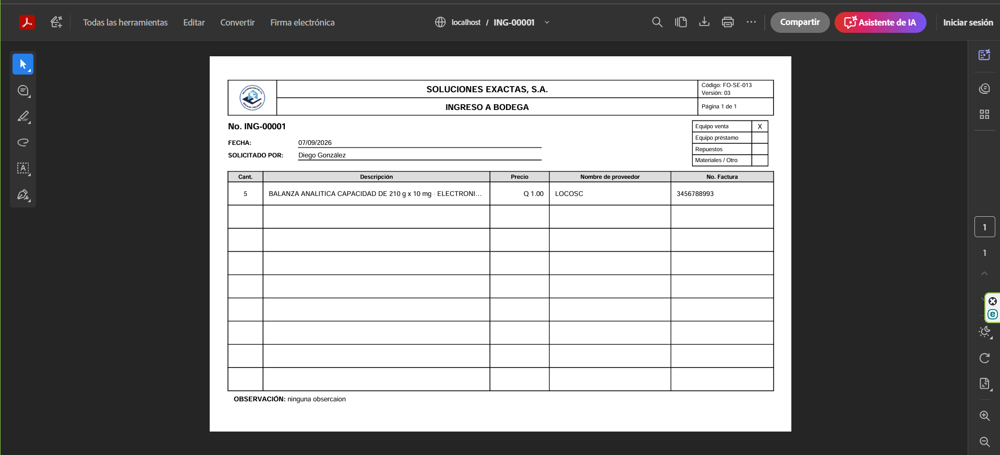 Todas las herramientas Editar Convertir Firma electrónica localhost / ING-00001 Compartir Asistente de IA Iniciar sesión
SOLUCIONES EXACTAS, S.A.
INGRESO A BODEGA
Código: FO-SE-013
Versión: 03
Página 1 de 1
No. ING-00001
FECHA: 07/09/2026
SOLICITADO POR: Diego González
Equipo venta X
Equipo préstamo
Repuestos
Materiales / Otro
Cant. Descripción Precio Nombre de proveedor No. Factura
5 BALANZA ANALITICA CAPACIDAD DE 210 g x 10 mg · ELECTRONI... Q 1.00 LOCOSC 3456788993
OBSERVACIÓN: ninguna obsercaion
1
1